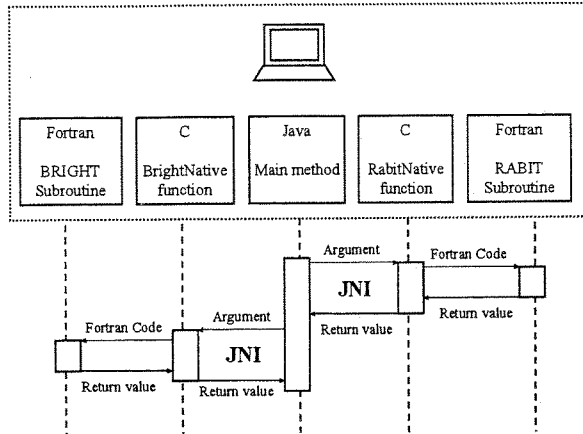 Fortran
BRIGHT
Subroutine
C
BrightNative
function
Java
Main method
C
RabitNative
function
Fortran
RABIT
Subroutine
Argument
Fortran Code
JNI
Return value
Return value
Fortran Code
Argument
JNI
Return value
Return value